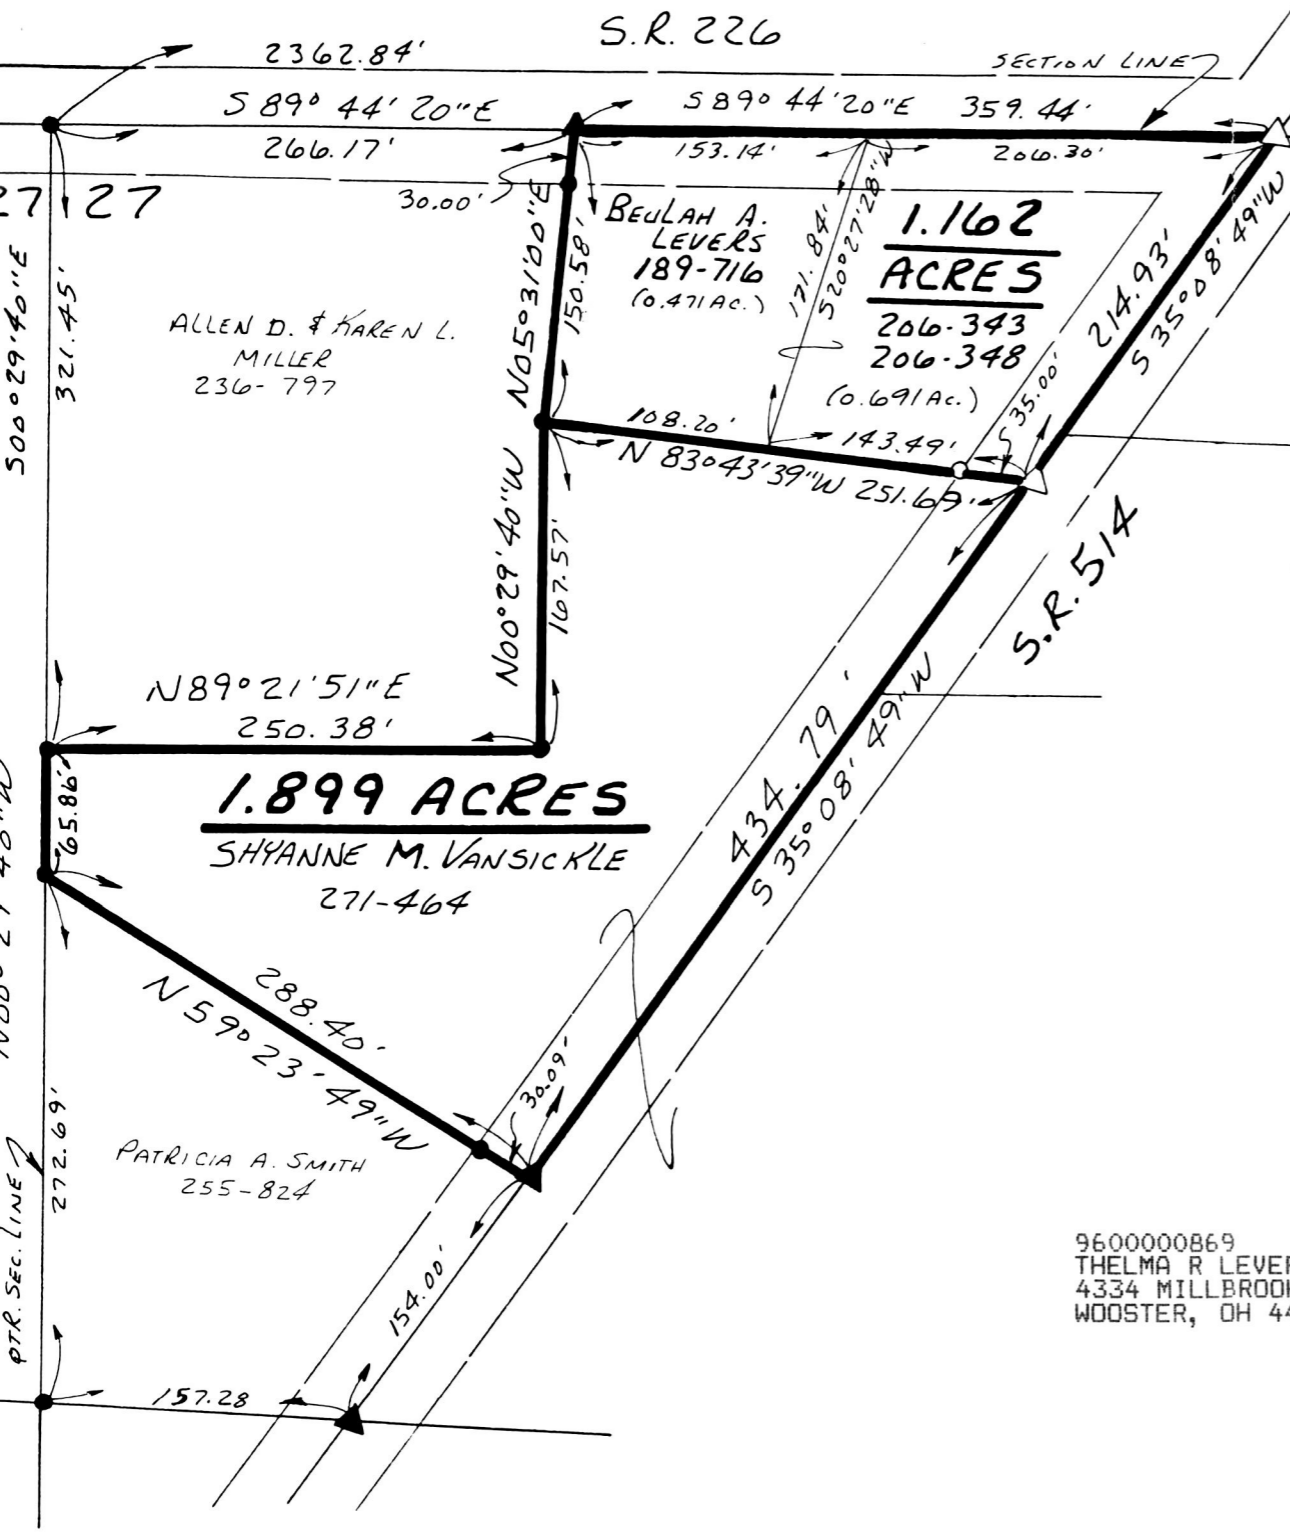 S.R. 226
2362.84'
SECTION LINE
S 89° 44' 20"E
S 89° 44' 20"E 359.44'
266.17'
153.14'
206.30'
27 27
30.00'
BEULAH A.
LEVERS
189-716
(0.471 AC.)
1.162
ACRES
206-343
206-348
(0.691 Ac.)
171.84'
S20°27'28"W
N05°31'00"E
150.58'
214.93'
S 35°08' 49"W
S00°29'40"E
321.45'
ALLEN D. & KAREN L.
MILLER
236-797
35.00'
108.20'
143.49'
N 83°43'39"W 251.69'
N00°29'40"W
167.57'
S.R. 514
N89°21'51"E
250.38'
65.86'
1.899 ACRES
SHYANNE M. VANSICKLE
271-464
434.79'
S 35°08' 49"W
288.40'
N 59° 23' 49"W
30.09'
272.69'
SEC. LINE
PATRICIA A. SMITH
255-824
154.00'
157.28
9600000869
THELMA R LEVER
4334 MILLBROOK
WOOSTER, OH 44